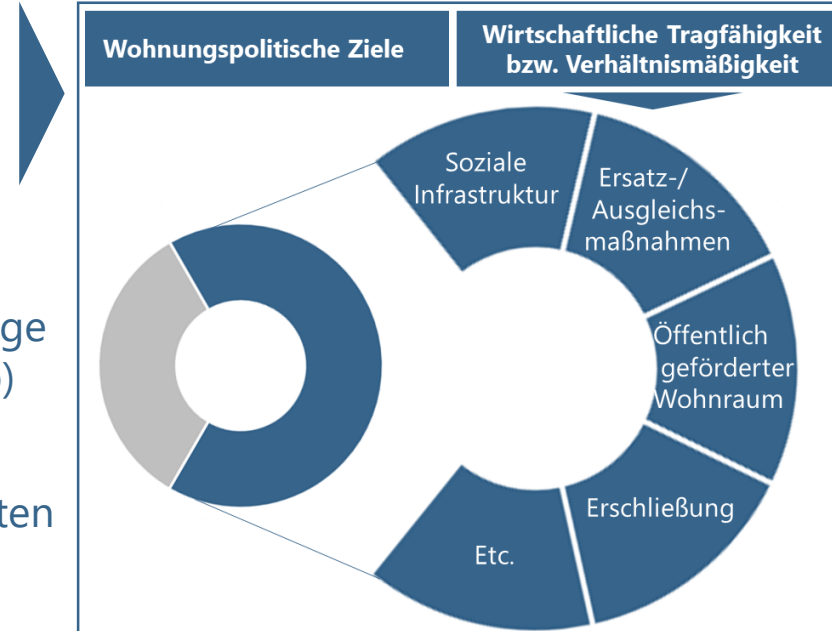 Wohnungspolitische Ziele
Wirtschaftliche Tragfähigkeit
bzw. Verhältnismäßigkeit
Soziale
Infrastruktur
Ersatz-/
Ausgleichs-
maßnahmen
Öffentlich
geförderter
Wohnraum
Erschließung
Etc.
ge
)
ten